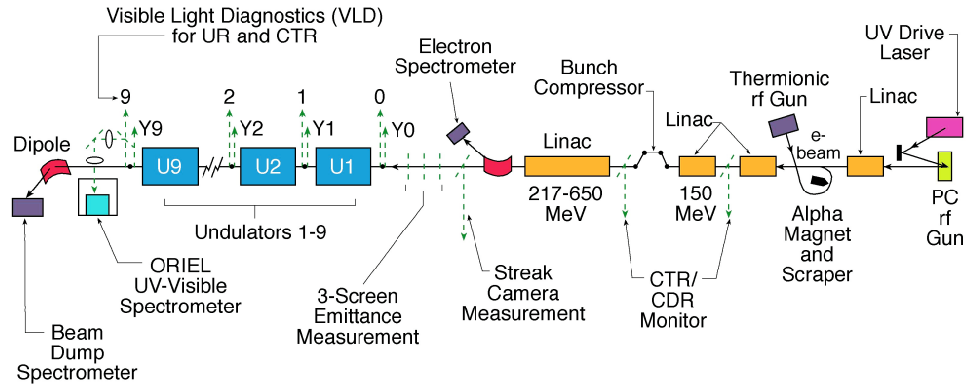 Visible Light Diagnostics (VLD)
for UR and CTR
Electron
Spectrometer
Bunch
Compressor
Thermionic
rf Gun
UV Drive
Laser
Linac
9
2
1
0
Y9
Y2
Y1
Y0
Dipole
Linac
Linac
e-
beam
U9
U2
U1
217-650
MeV
150
MeV
Alpha
Magnet
and
Scraper
PC
rf
Gun
Undulators 1-9
ORIEL
UV-Visible
Spectrometer
3-Screen
Emittance
Measurement
Streak
Camera
Measurement
CTR/
CDR
Monitor
Beam
Dump
Spectrometer